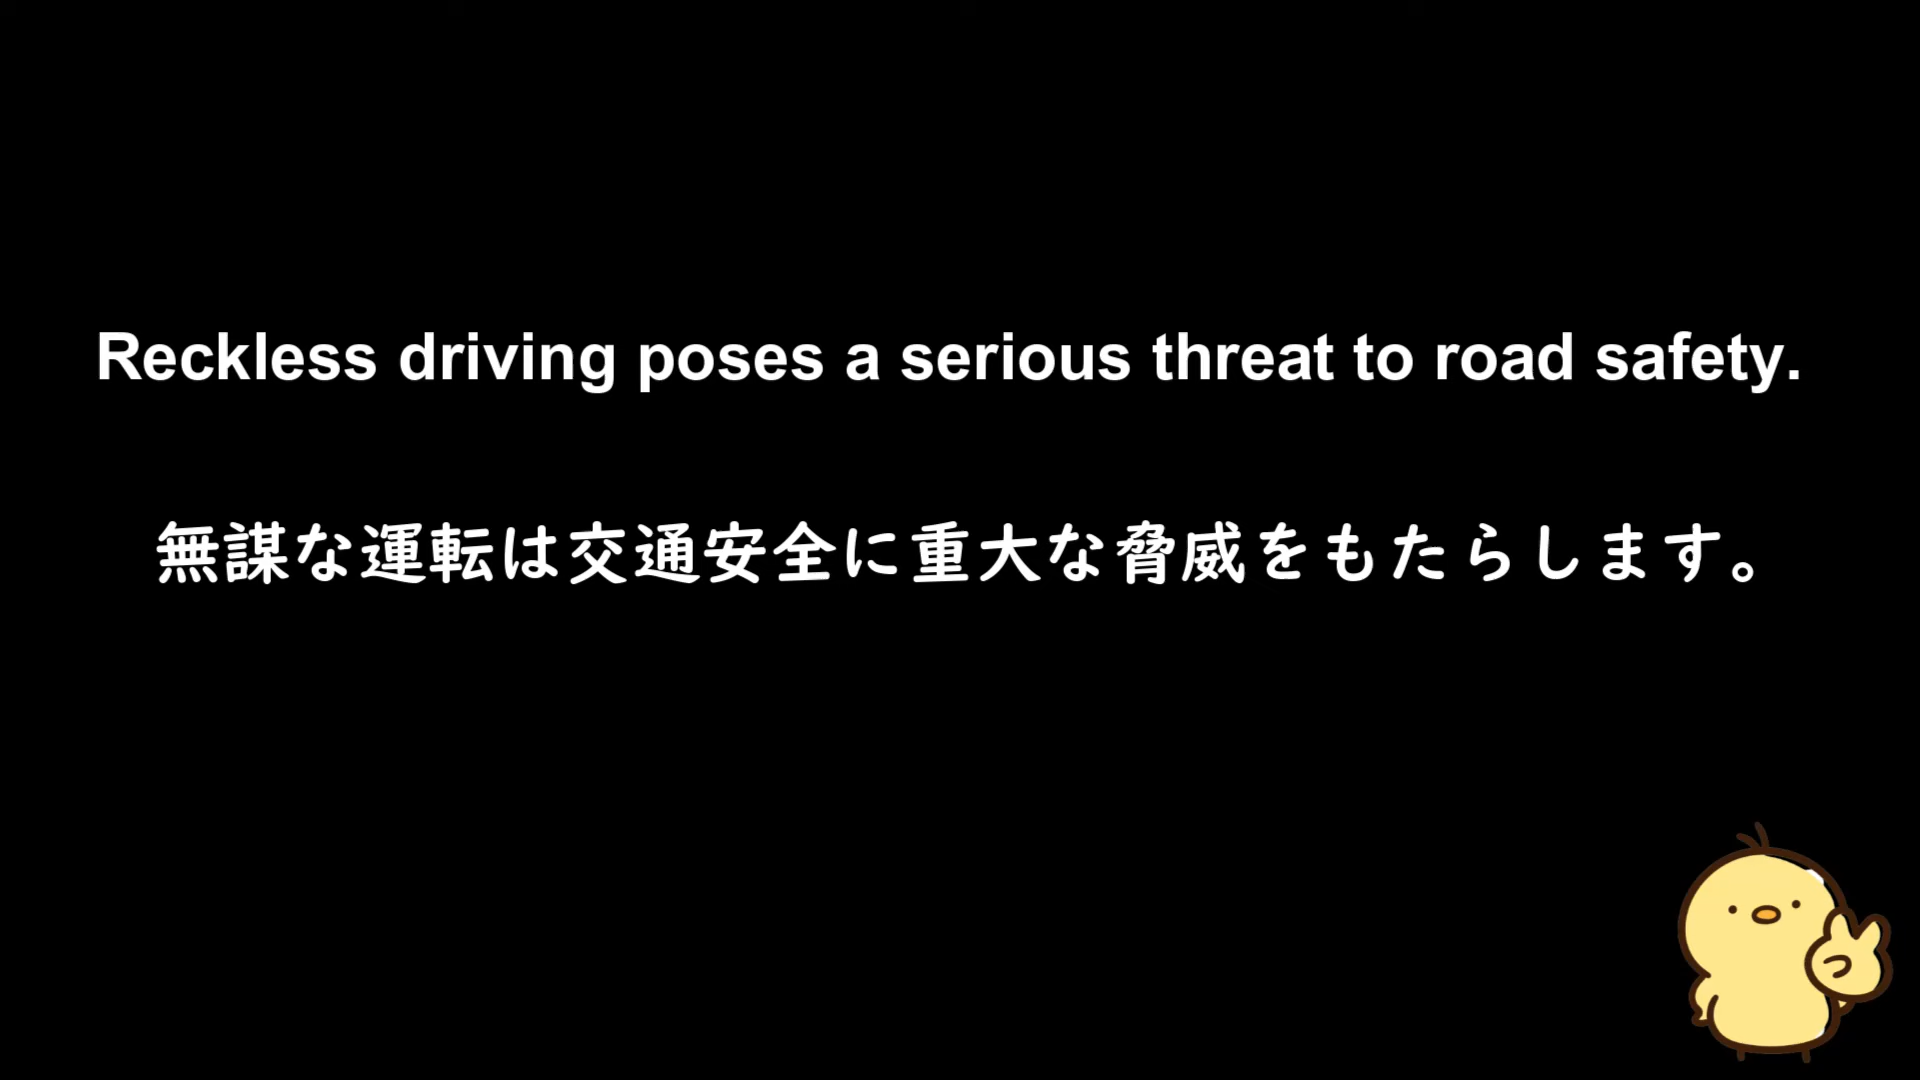 Reckless driving poses a serious threat to road safety.
無謀な運転は交通安全に重大な脅威をもたらします。